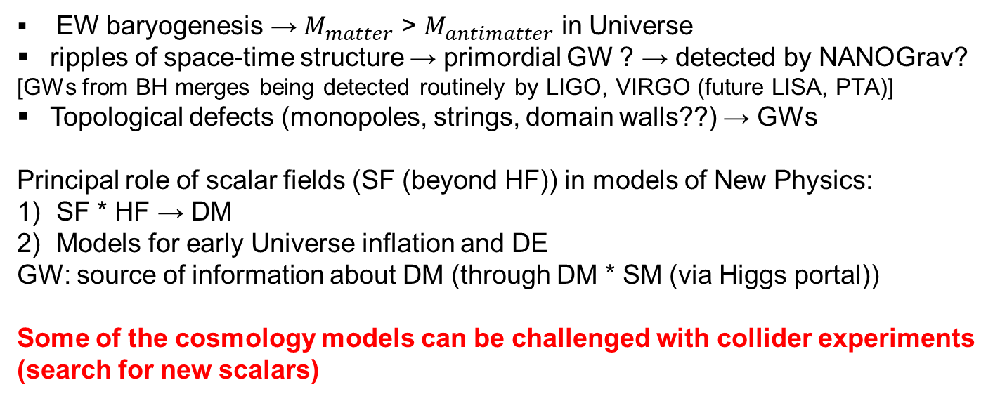 ▪ EW baryogenesis → M_matter > M_antimatter in Universe
▪ ripples of space-time structure → primordial GW ? → detected by NANOGrav?
[GWs from BH merges being detected routinely by LIGO, VIRGO (future LISA, PTA)]
▪ Topological defects (monopoles, strings, domain walls??) → GWs
Principal role of scalar fields (SF (beyond HF)) in models of New Physics:
1) SF * HF → DM
2) Models for early Universe inflation and DE
GW: source of information about DM (through DM * SM (via Higgs portal))
Some of the cosmology models can be challenged with collider experiments
(search for new scalars)